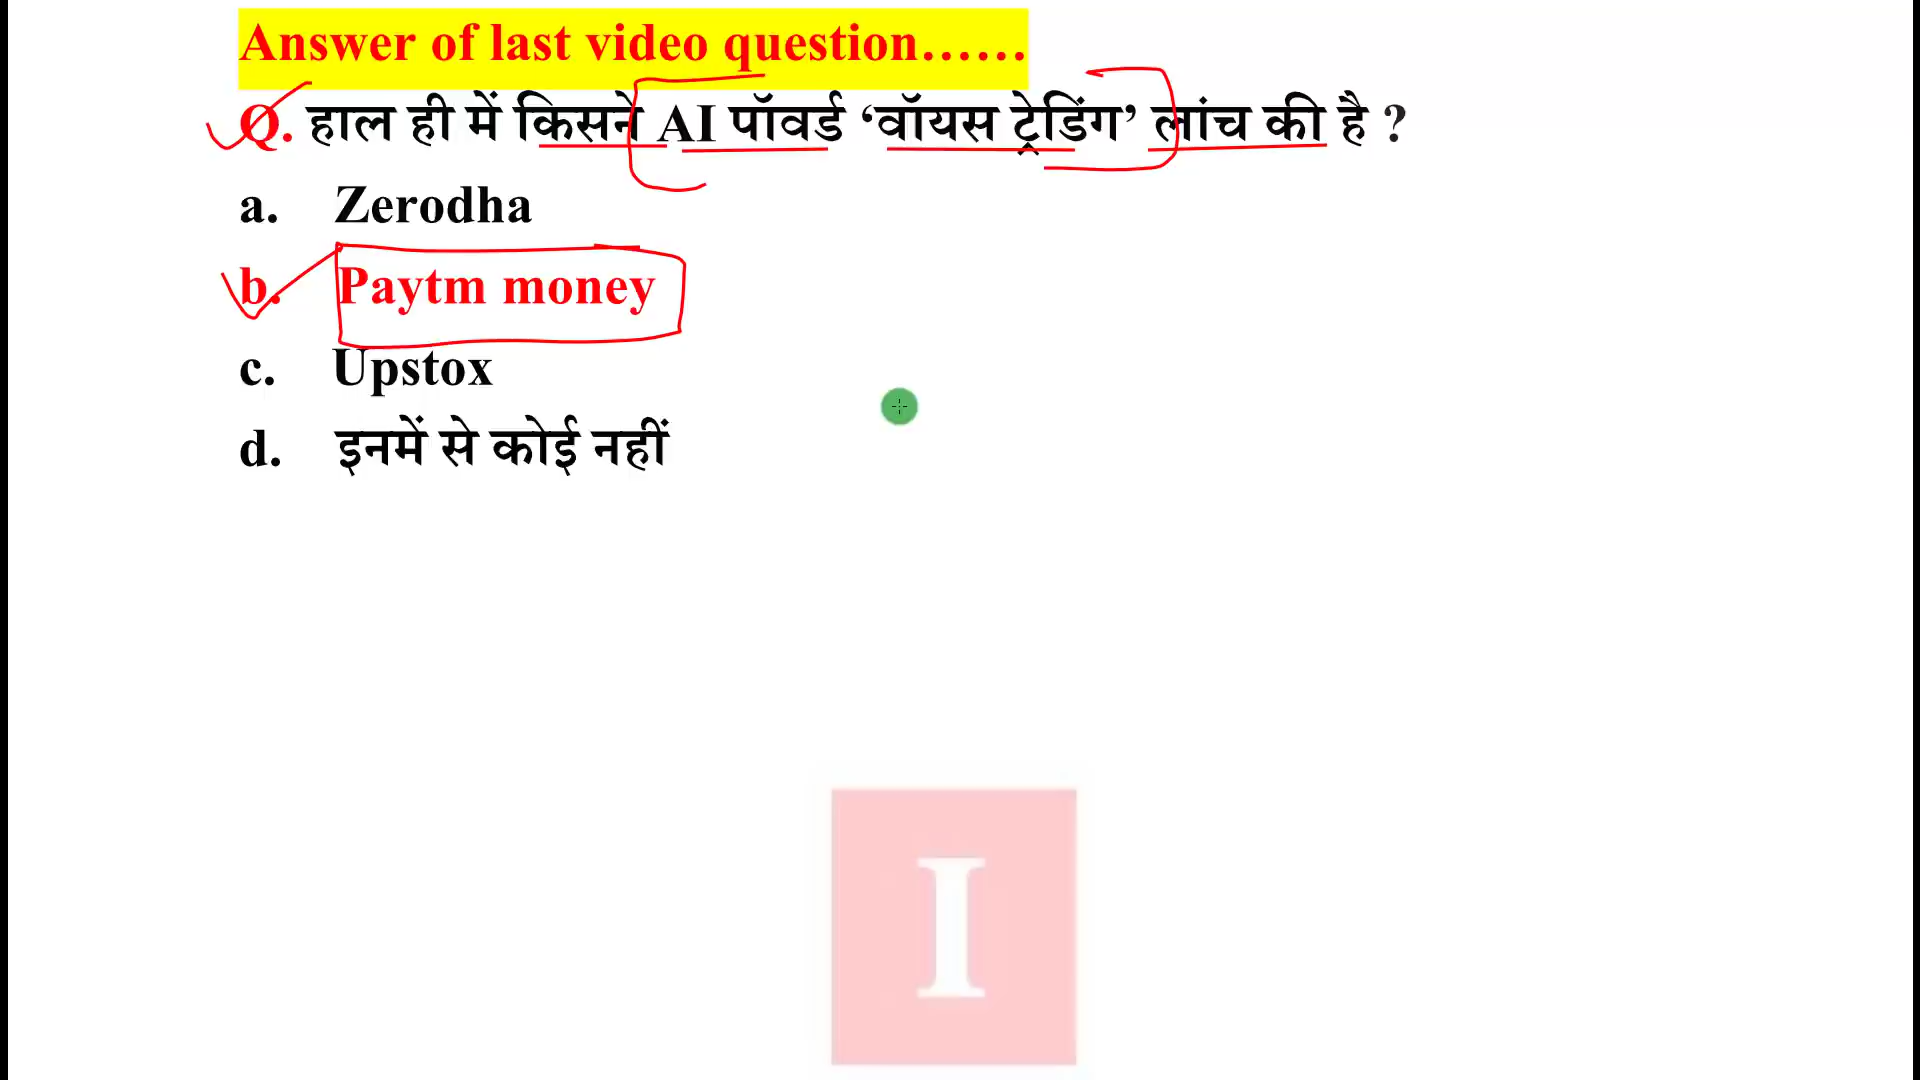 Answer of last video question......
Q. हाल ही में किसने AI पॉवर्ड ‘वॉयस ट्रेडिंग’ लांच की है ?
a. Zerodha
b. Paytm money
c. Upstox
d. इनमें से कोई नहीं
I